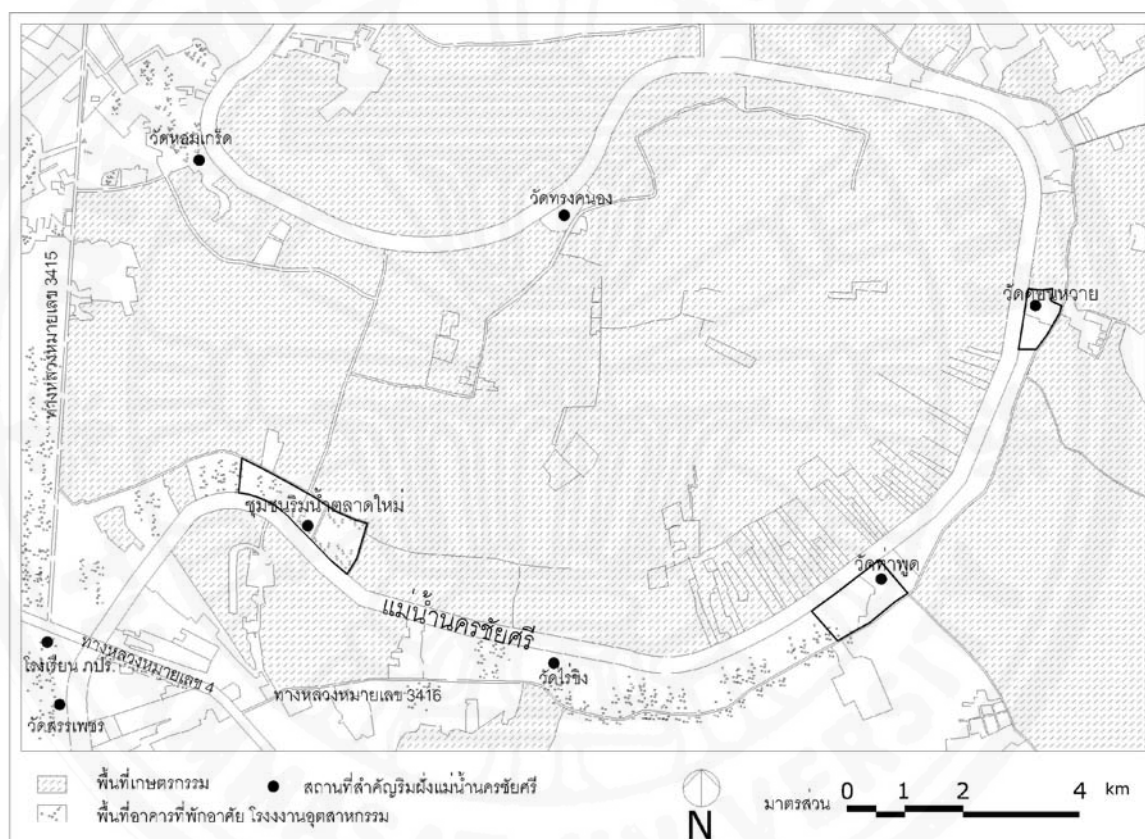 วัดหอมเกร็ด
วัดทรงคนอง
ทางหลวงหมายเลข 3415
วัดดอนหวาย
ชุมชนริมน้ำตลาดใหม่
วัดท่าพูด
แม่น้ำนครชัยศรี
วัดไร่ขิง
โรงเรียน ภปร.
ทางหลวงหมายเลข 4
ทางหลวงหมายเลข 3416
วัดสรรเพชร
พื้นที่เกษตรกรรม
สถานที่สำคัญริมฝั่งแม่น้ำนครชัยศรี
พื้นที่อาคารที่พักอาศัย โรงงงานอุตสาหกรรม
N
มาตรส่วน
0 1 2 4 km